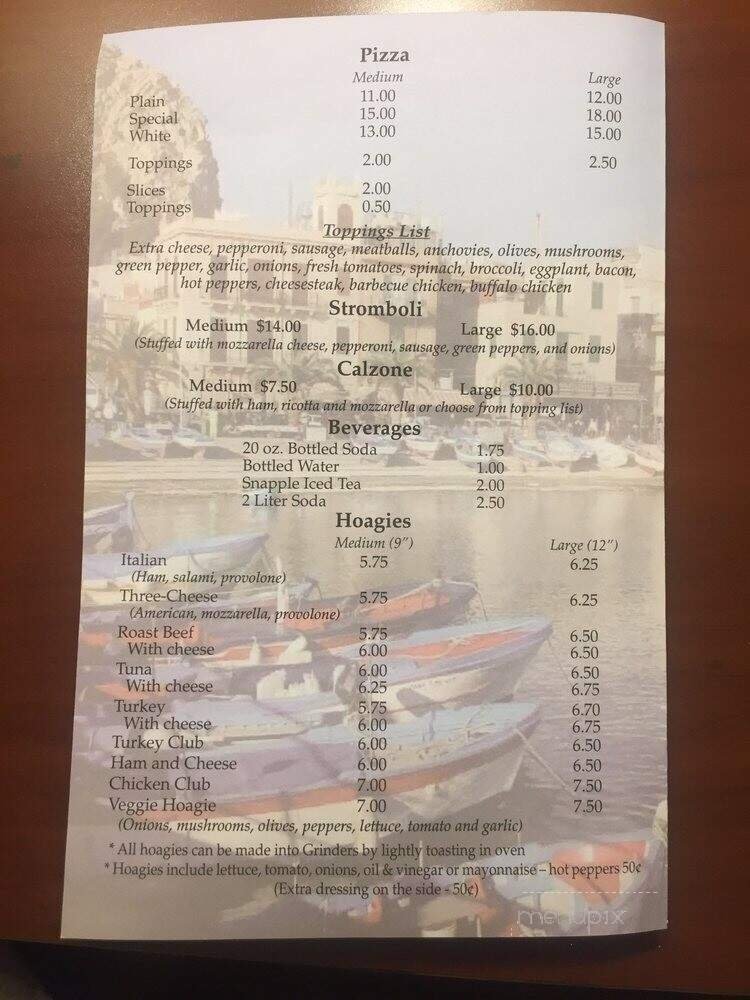 Pizza
Medium Large
Plain 11.00 12.00
Special 15.00 18.00
White 13.00 15.00
Toppings 2.00 2.50
Slices 2.00
Toppings 0.50
Toppings List
Extra cheese, pepperoni, sausage, meatballs, anchovies, olives, mushrooms,
green pepper, garlic, onions, fresh tomatoes, spinach, broccoli, eggplant, bacon,
hot peppers, cheesesteak, barbecue chicken, buffalo chicken
Stromboli
Medium $14.00 Large $16.00
(Stuffed with mozzarella cheese, pepperoni, sausage, green peppers, and onions)
Calzone
Medium $7.50 Large $10.00
(Stuffed with ham, ricotta and mozzarella or choose from topping list)
Beverages
20 oz. Bottled Soda 1.75
Bottled Water 1.00
Snapple Iced Tea 2.00
2 Liter Soda 2.50
Hoagies
Medium (9") Large (12")
Italian 5.75 6.25
(Ham, salami, provolone)
Three-Cheese 5.75 6.25
(American, mozzarella, provolone)
Roast Beef 5.75 6.50
With cheese 6.00 6.50
Tuna 6.00 6.50
With cheese 6.25 6.75
Turkey 5.75 6.70
With cheese 6.00 6.75
Turkey Club 6.00 6.50
Ham and Cheese 6.00 6.50
Chicken Club 7.00 7.50
Veggie Hoagie 7.00 7.50
(Onions, mushrooms, olives, peppers, lettuce, tomato and garlic)
* All hoagies can be made into Grinders by lightly toasting in oven
* Hoagies include lettuce, tomato, onions, oil & vinegar or mayonnaise – hot peppers 50¢
(Extra dressing on the side - 50¢)
menupix